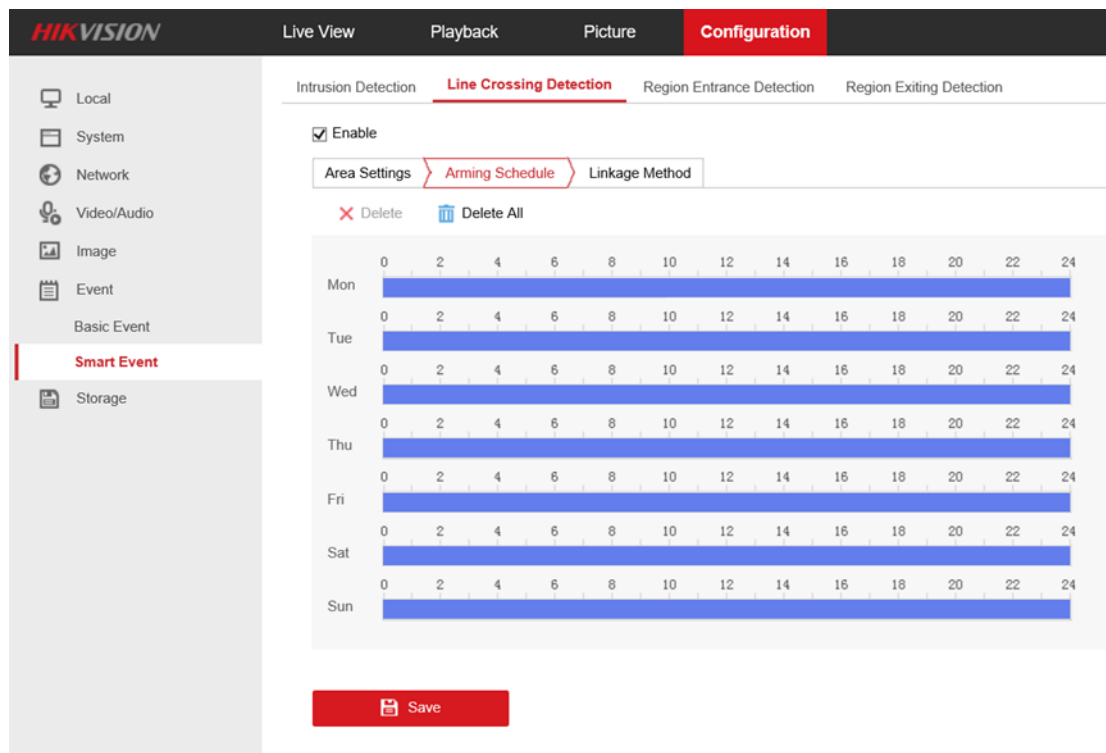 HIKVISION Live View Playback Picture Configuration
Intrusion Detection Line Crossing Detection Region Entrance Detection Region Exiting Detection
Local
System
Network
Video/Audio
Image
Event
Basic Event
Smart Event
Storage
Enable
Area Settings Arming Schedule Linkage Method
Delete Delete All
0 2 4 6 8 10 12 14 16 18 20 22 24
Mon
0 2 4 6 8 10 12 14 16 18 20 22 24
Tue
0 2 4 6 8 10 12 14 16 18 20 22 24
Wed
0 2 4 6 8 10 12 14 16 18 20 22 24
Thu
0 2 4 6 8 10 12 14 16 18 20 22 24
Fri
0 2 4 6 8 10 12 14 16 18 20 22 24
Sat
0 2 4 6 8 10 12 14 16 18 20 22 24
Sun
Save